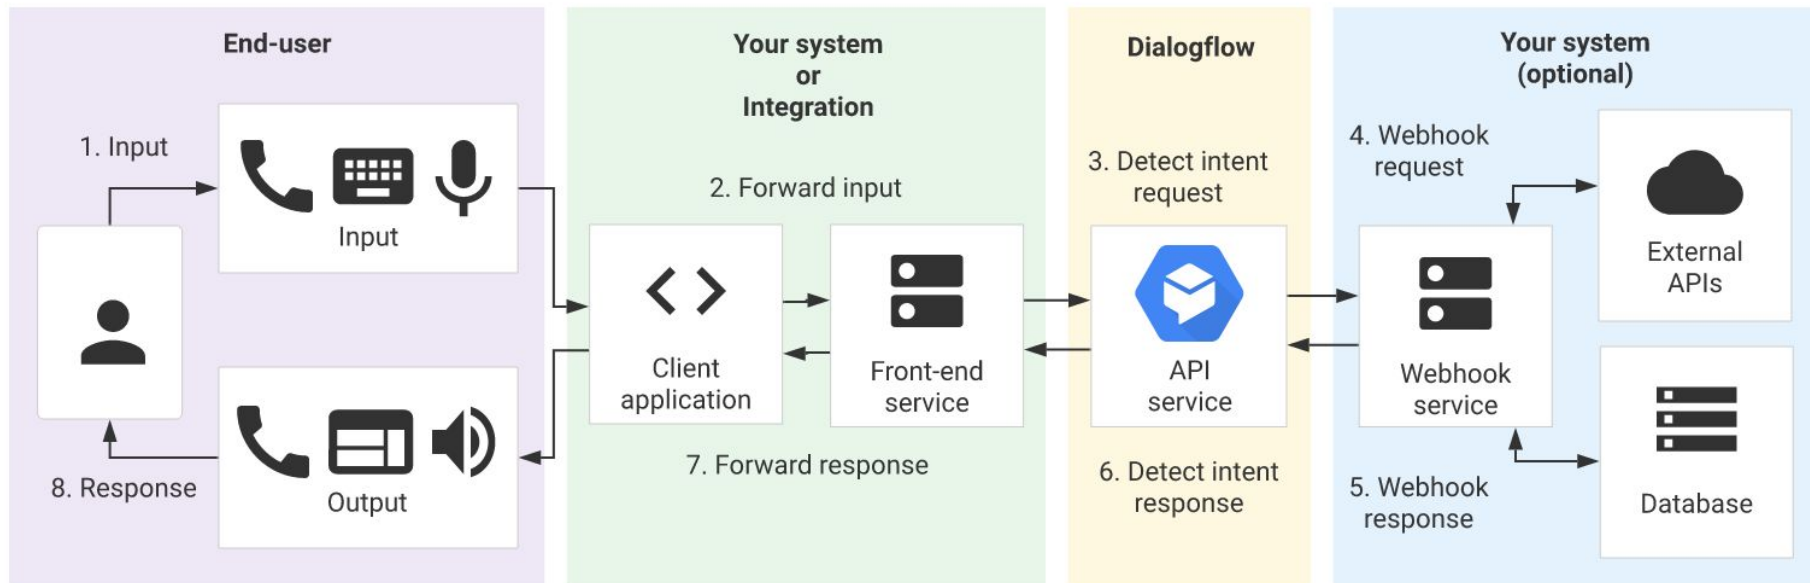 End-user
1. Input
Input
Output
8. Response
Your system
or
Integration
2. Forward input
Client
application
Front-end
service
7. Forward response
Dialogflow
3. Detect intent
request
API
service
6. Detect intent
response
Your system
(optional)
4. Webhook
request
External
APIs
Webhook
service
5. Webhook
response
Database